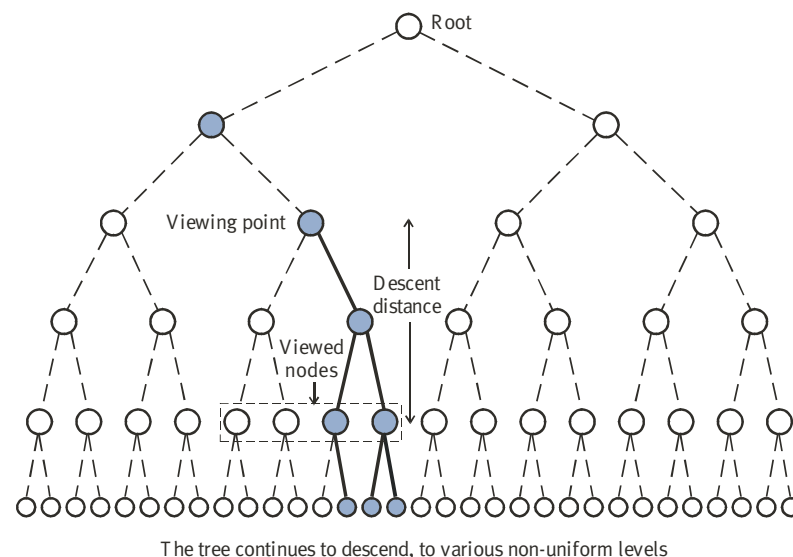 Root
Viewing point
Descent
distance
Viewed
nodes
The tree continues to descend, to various non-uniform levels